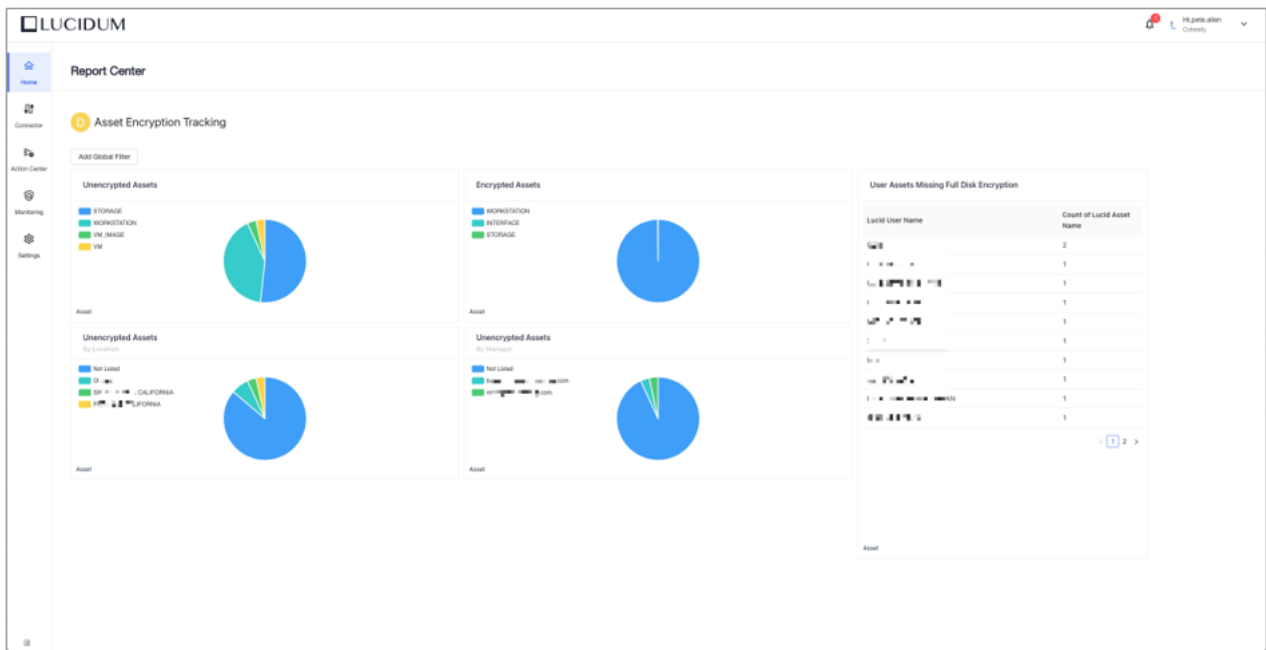 LUCIDUM
1
Hi,pete.allen
Cohesity
Home
Connector
Action Center
Monitoring
Settings
Report Center
D Asset Encryption Tracking
Add Global Filter
Unencrypted Assets
STORAGE
WORKSTATION
VM_IMAGE
VM
Asset
Encrypted Assets
WORKSTATION
INTERFACE
STORAGE
Asset
User Assets Missing Full Disk Encryption
Lucid User Name
Count of Lucid Asset
Name
2
1
1
1
1
1
1
1
1
1
< 1 2 >
Asset
Unencrypted Assets
By Location
Not Listed
, CALIFORNIA
Asset
Unencrypted Assets
By Manager
Not Listed
Asset